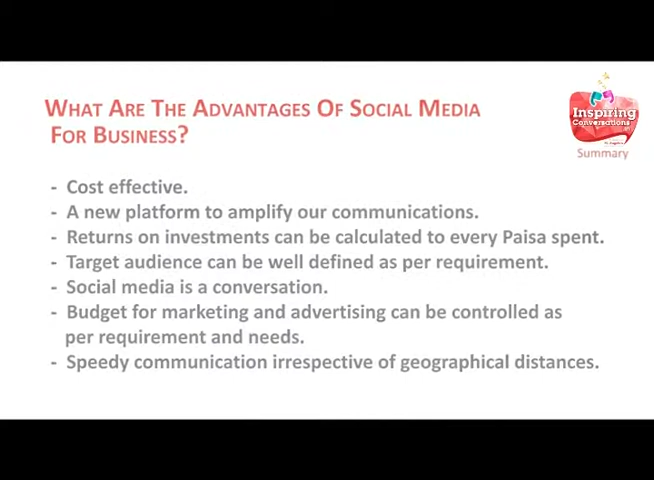 WHAT ARE THE ADVANTAGES OF SOCIAL MEDIA
FOR BUSINESS?
Inspiring
Conversations
Summary
- Cost effective.
- A new platform to amplify our communications.
- Returns on investments can be calculated to every Paisa spent.
- Target audience can be well defined as per requirement.
- Social media is a conversation.
- Budget for marketing and advertising can be controlled as
per requirement and needs.
- Speedy communication irrespective of geographical distances.